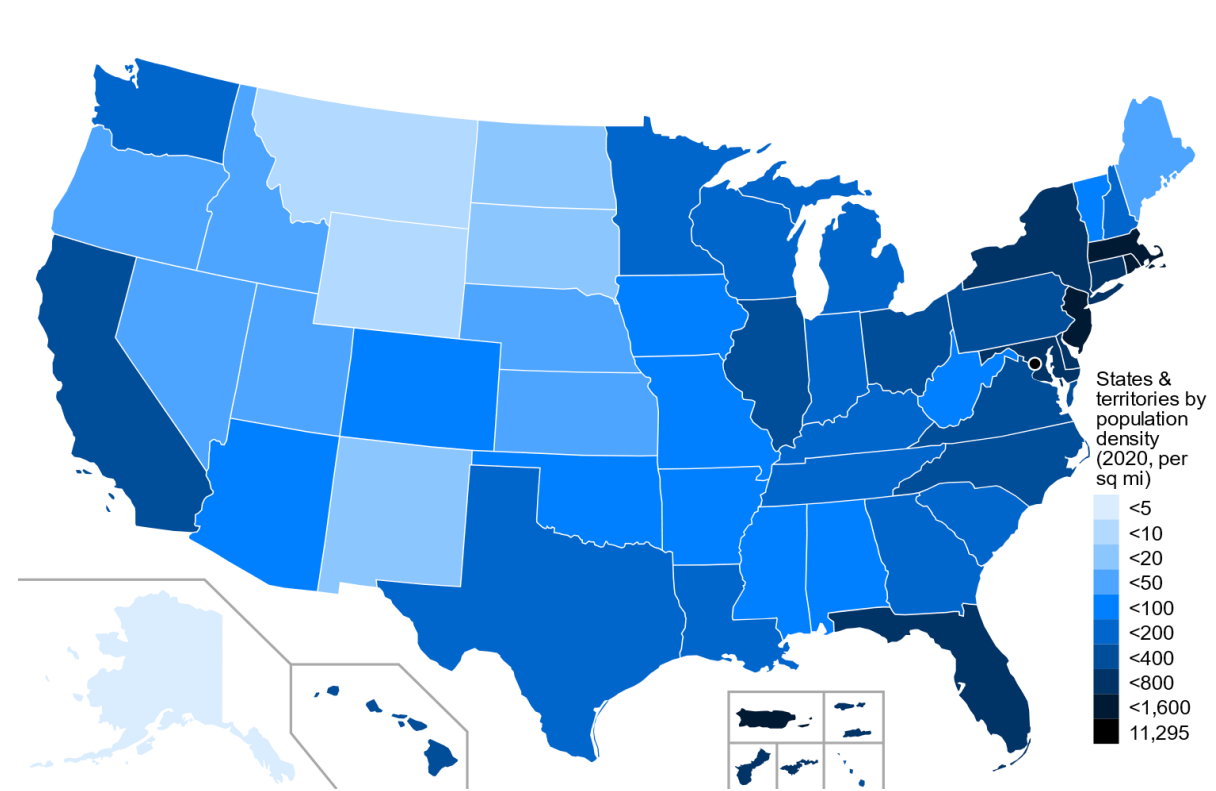 States &
territories by
population
density
(2020, per
sq mi)
<5
<10
<20
<50
<100
<200
<400
<800
<1,600
11,295